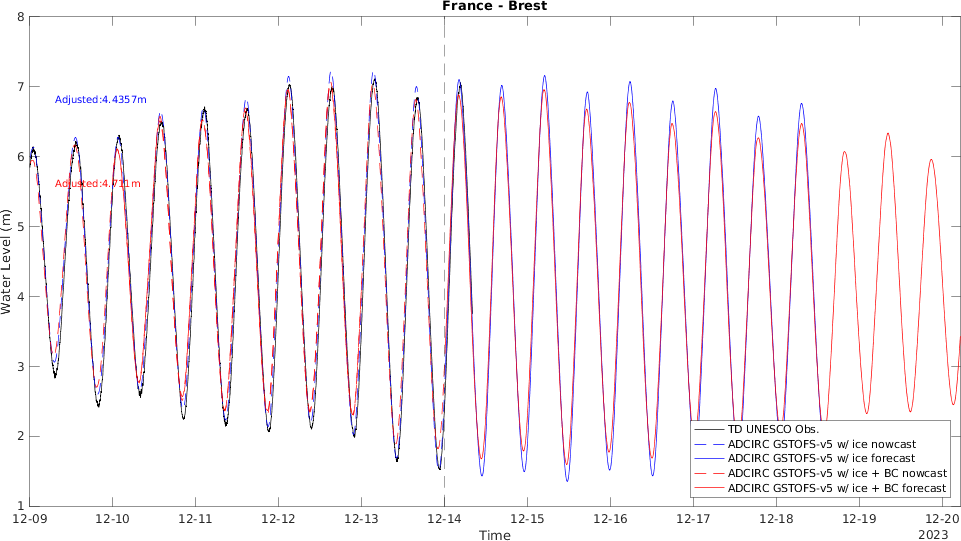 France - Brest
8
7
6
5
4
3
2
1
Water Level (m)
Adjusted:4.4357m
Adjusted:4.711m
TD UNESCO Obs.
ADCIRC GSTOFS-v5 w/ ice nowcast
ADCIRC GSTOFS-v5 w/ ice forecast
ADCIRC GSTOFS-v5 w/ ice + BC nowcast
ADCIRC GSTOFS-v5 w/ ice + BC forecast
12-09 12-10 12-11 12-12 12-13 12-14 12-15 12-16 12-17 12-18 12-19 12-20
Time
2023